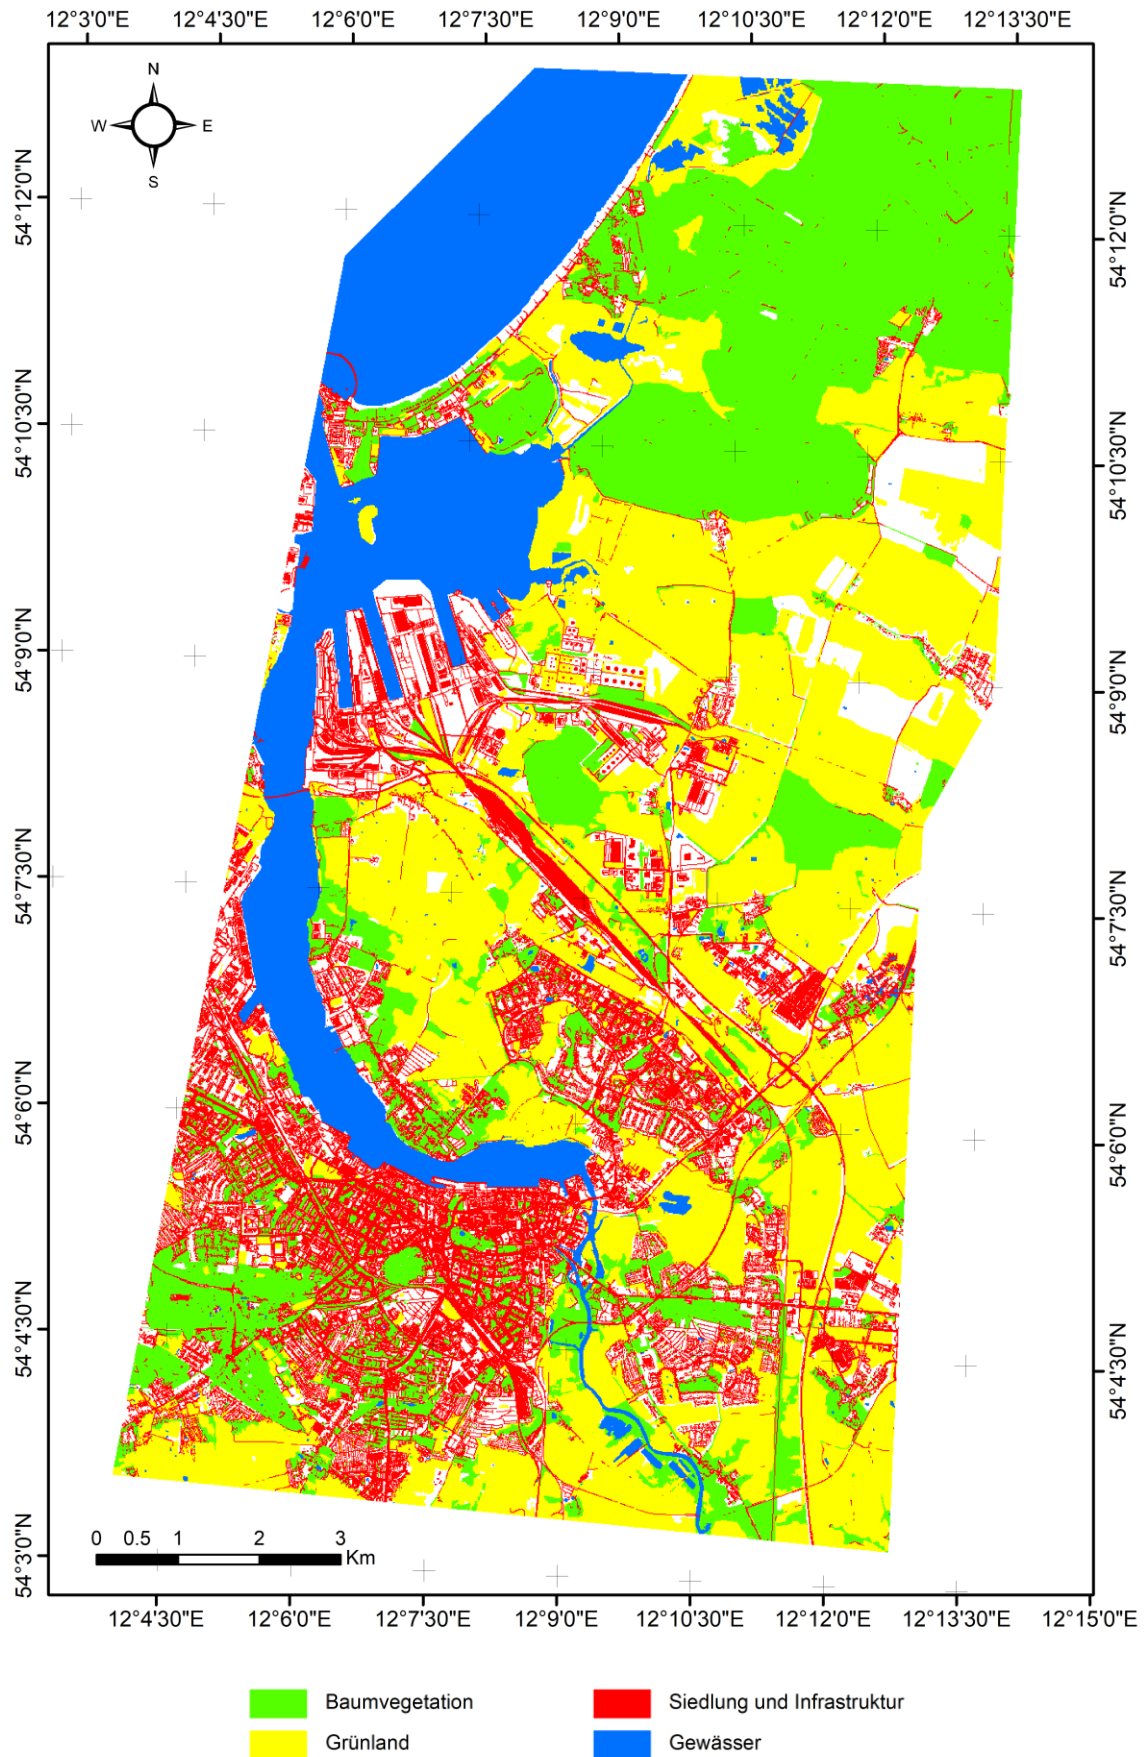 12°3'30"E 12°4'30"E 12°6'0"E 12°7'30"E 12°9'0"E 12°10'30"E 12°12'0"E 12°13'30"E
N
W E
S
54°12'0"N
54°12'0"N
54°10'30"N
54°10'30"N
54°9'0"N
54°9'0"N
54°7'30"N
54°7'30"N
54°6'0"N
54°6'0"N
54°4'30"N
54°4'30"N
54°3'0"N
0 0.5 1 2 3
Km
12°4'30"E 12°6'0"E 12°7'30"E 12°9'0"E 12°10'30"E 12°12'0"E 12°13'30"E 12°15'0"E
Baumvegetation Siedlung und Infrastruktur
Grünland Gewässer